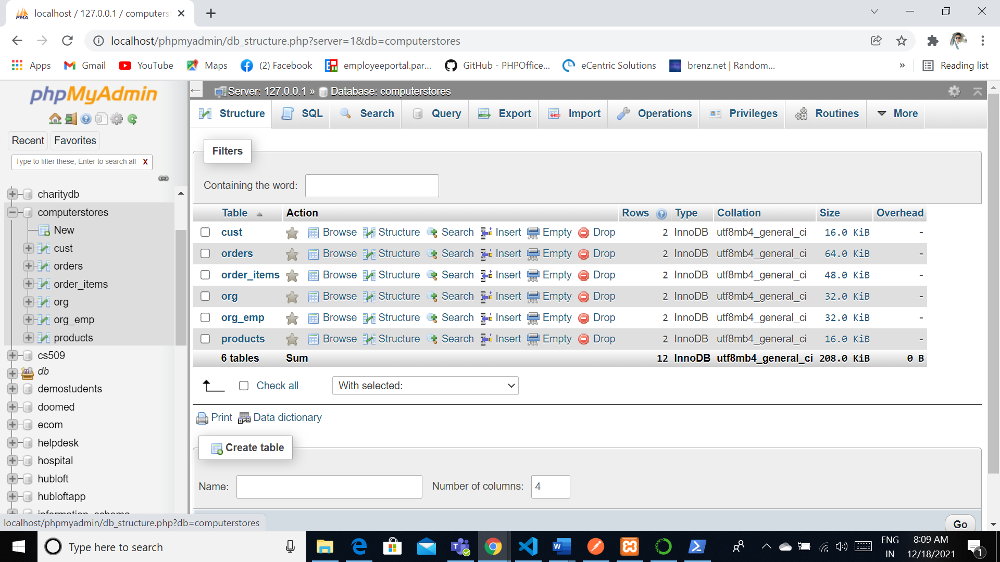 localhost / 127.0.0.1 / computers
localhost/phpmyadmin/db_structure.php?server=1&db=computerstores
Apps Gmail YouTube Maps (2) Facebook employeeportal.par... GitHub - PHPOffice... eCentric Solutions brenz.net | Random... » Reading list
phpMyAdmin
Recent Favorites
Type to filter these, Enter to search all X
charitydb
computerstores
New
cust
orders
order_items
org
org_emp
products
cs509
db
demostudents
doomed
ecom
helpdesk
hospital
hubloft
hubloftapp
information_schema
localhost/phpmyadmin/db_structure.php?db=computerstores
Server: 127.0.0.1 » Database: computerstores
Structure SQL Search Query Export Import Operations Privileges Routines More
Filters
Containing the word:
Table Action Rows Type Collation Size Overhead
cust Browse Structure Search Insert Empty Drop 2 InnoDB utf8mb4_general_ci 16.0 KiB -
orders Browse Structure Search Insert Empty Drop 2 InnoDB utf8mb4_general_ci 64.0 KiB -
order_items Browse Structure Search Insert Empty Drop 2 InnoDB utf8mb4_general_ci 48.0 KiB -
org Browse Structure Search Insert Empty Drop 2 InnoDB utf8mb4_general_ci 32.0 KiB -
org_emp Browse Structure Search Insert Empty Drop 2 InnoDB utf8mb4_general_ci 32.0 KiB -
products Browse Structure Search Insert Empty Drop 2 InnoDB utf8mb4_general_ci 16.0 KiB -
6 tables Sum 12 InnoDB utf8mb4_general_ci 208.0 KiB 0 B
Check all With selected:
Print Data dictionary
Create table
Name: Number of columns: 4
Go
Type here to search
ENG
IN
8:09 AM
12/18/2021
1